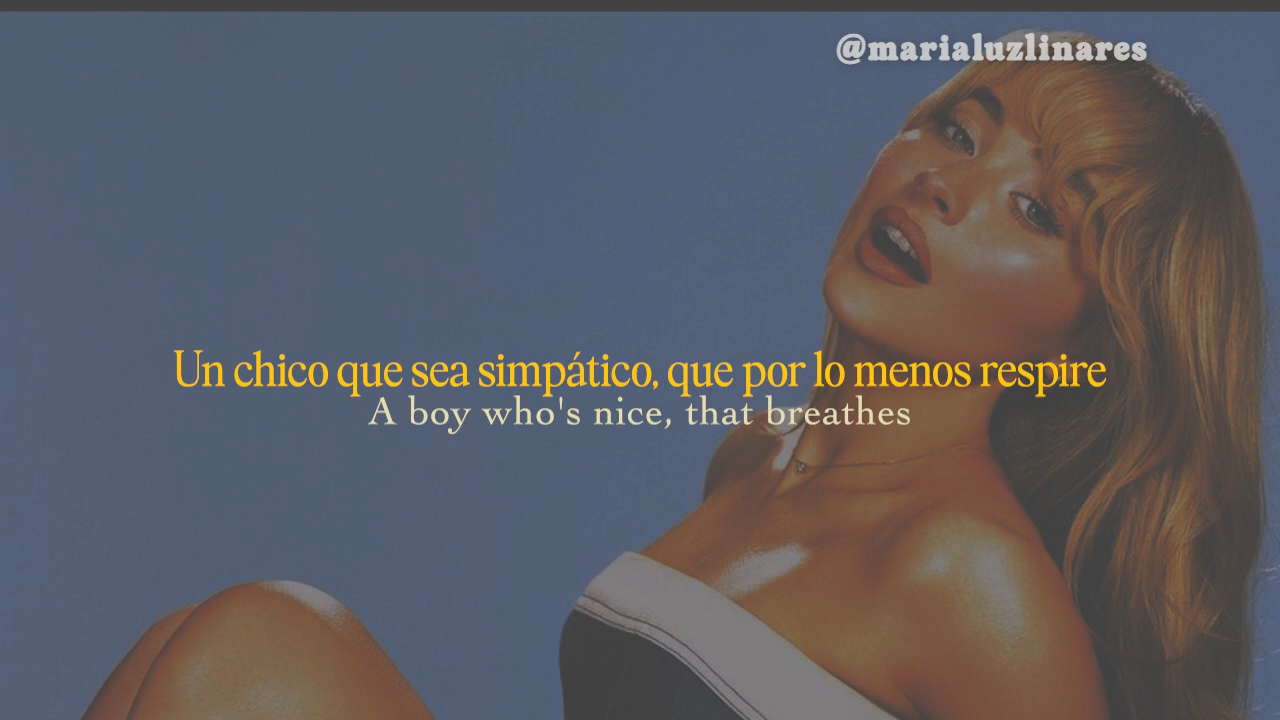 @marialuzlinares
Un chico que sea simpático, que por lo menos respire
A boy who's nice, that breathes